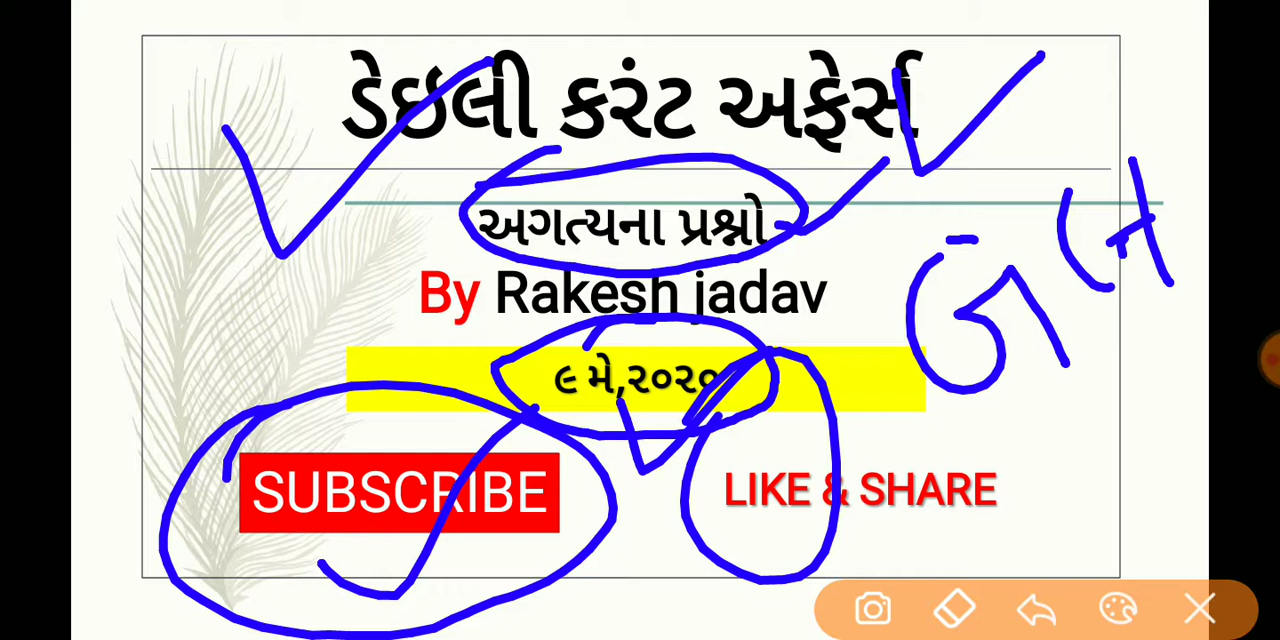 ડેઇલી કરંટ અફેર્સ
અગત્યના પ્રશ્નો
By Rakesh jadav
૯ મે,૨૦૨૦
SUBSCRIBE
LIKE & SHARE